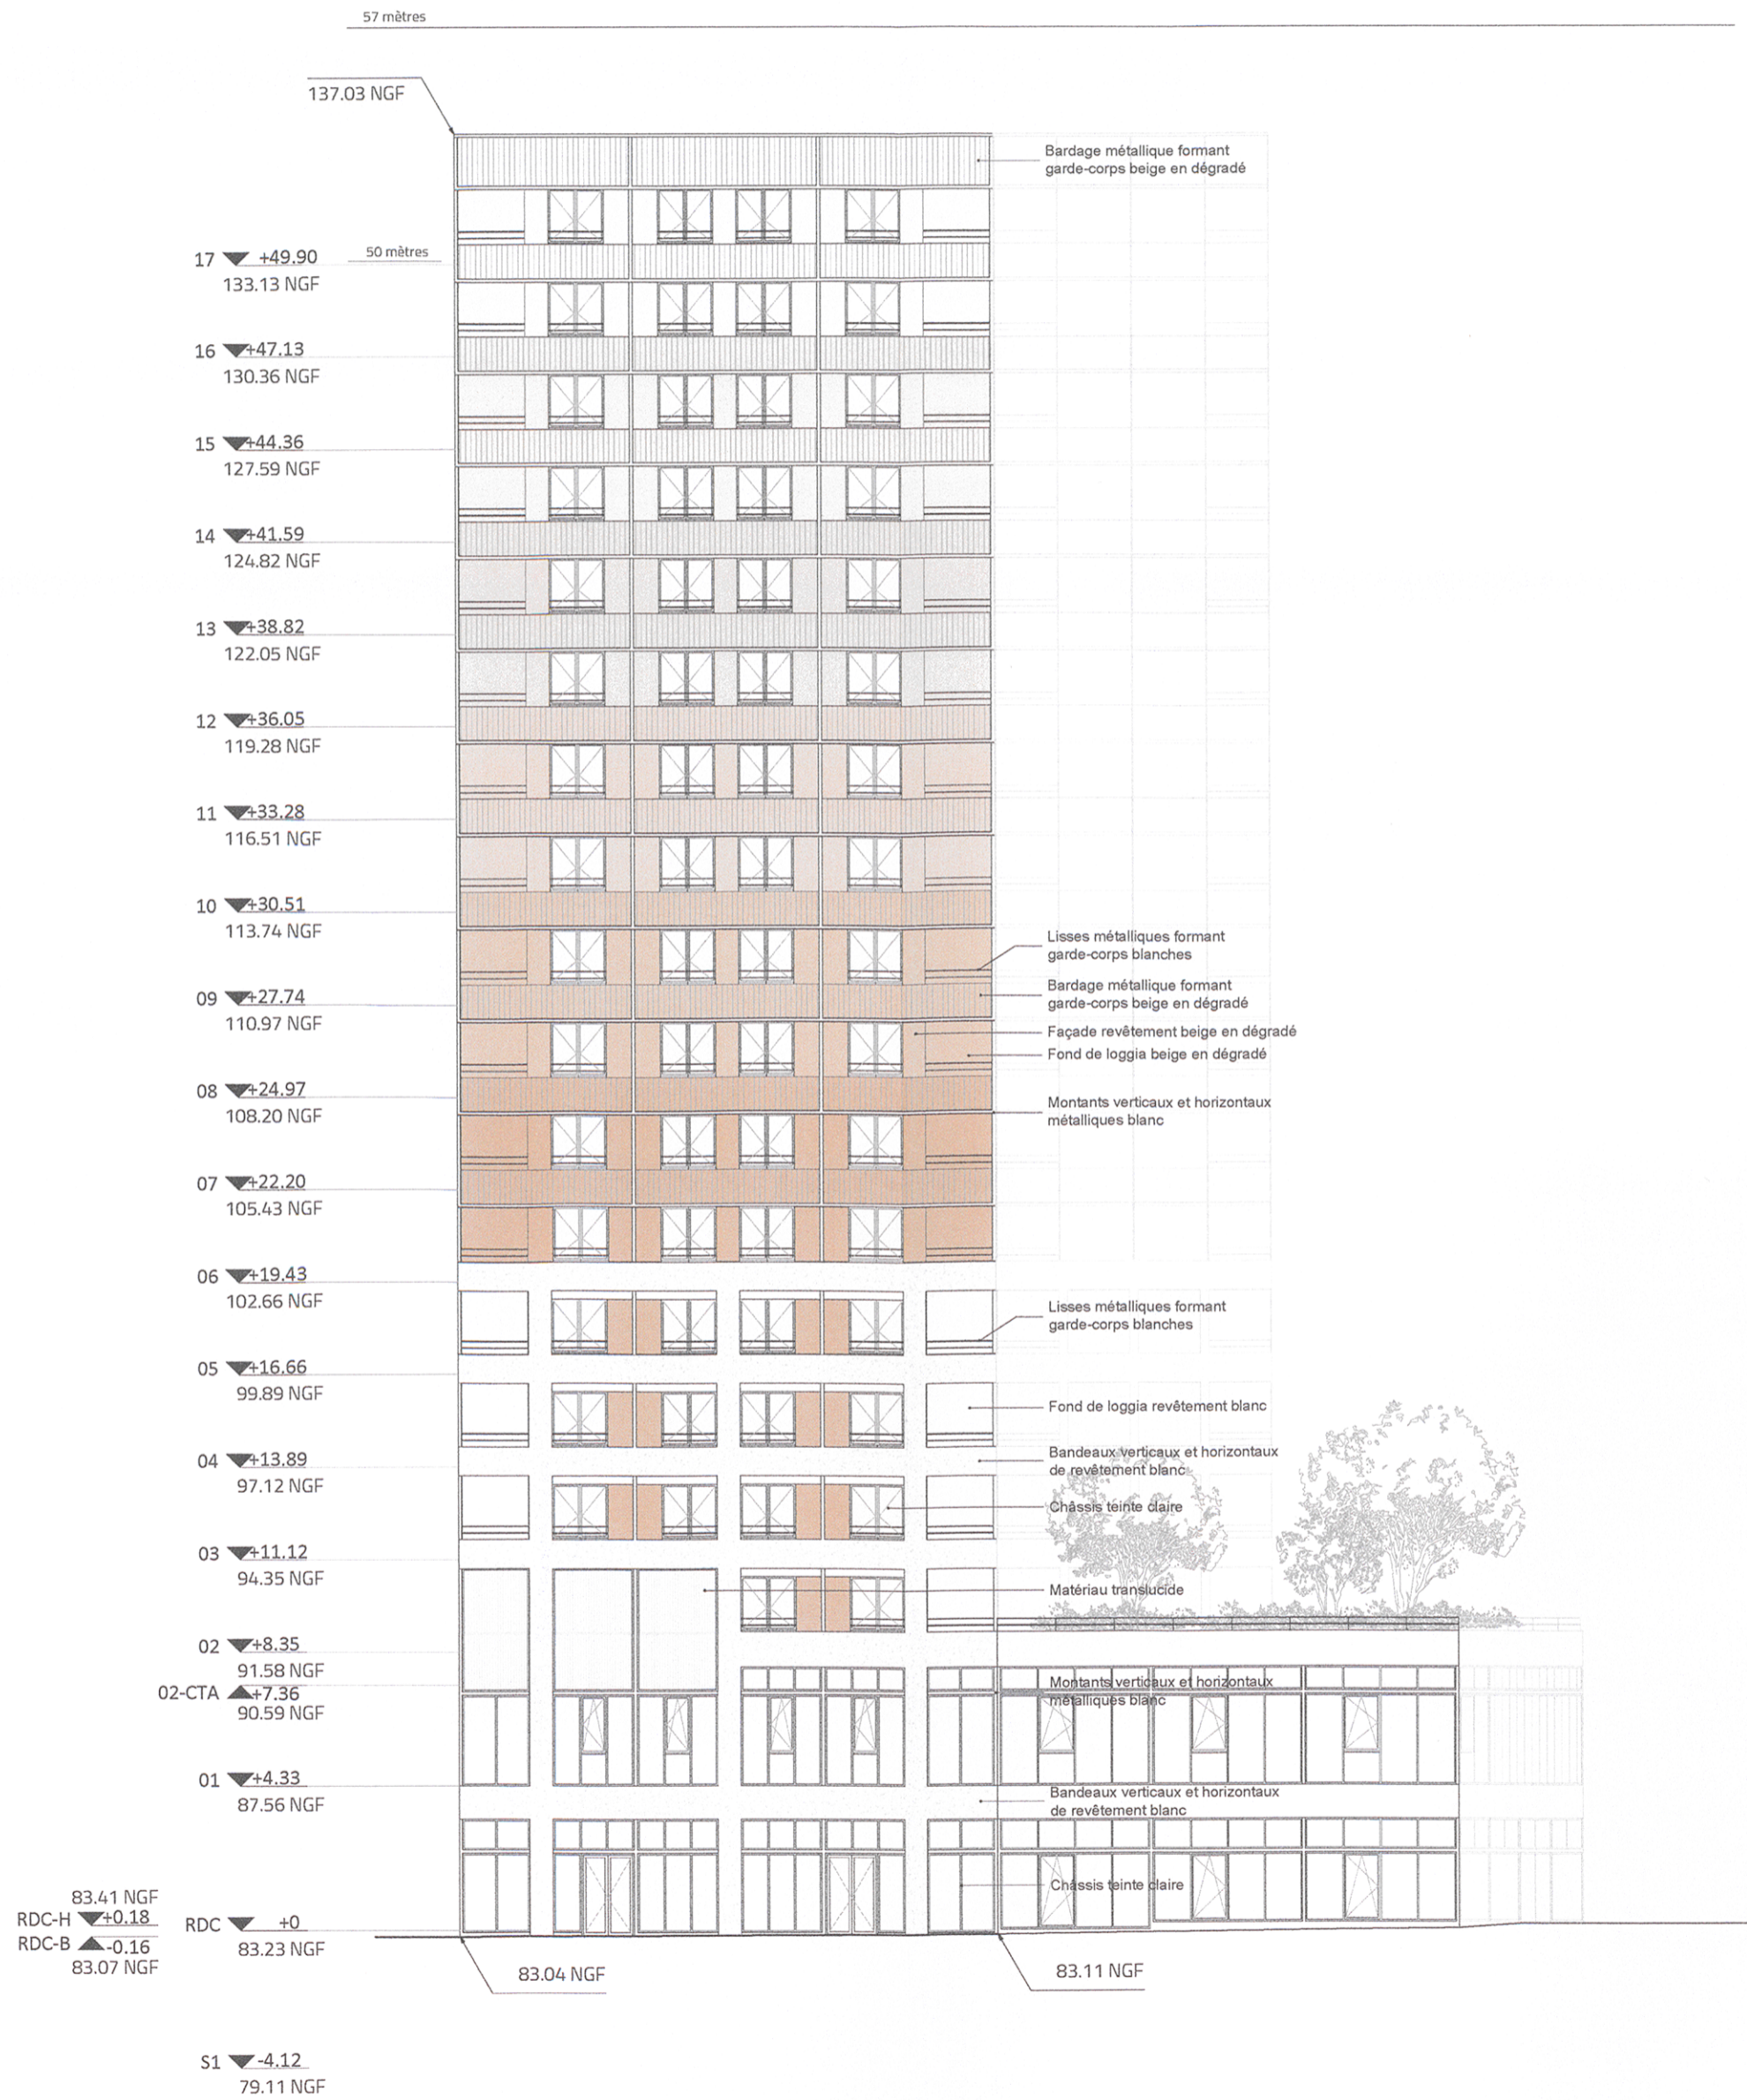 57 mètres
137.03 NGF
Bardage métallique formant
garde-corps beige en dégradé
50 mètres
17 +49.90
133.13 NGF
16 +47.13
130.36 NGF
15 +44.36
127.59 NGF
14 +41.59
124.82 NGF
13 +38.82
122.05 NGF
12 +36.05
119.28 NGF
11 +33.28
116.51 NGF
10 +30.51
113.74 NGF
Lisses métalliques formant
garde-corps blanches
Bardage métallique formant
garde-corps beige en dégradé
09 +27.74
110.97 NGF
Façade revêtement beige en dégradé
Fond de loggia beige en dégradé
08 +24.97
108.20 NGF
Montants verticaux et horizontaux
métalliques blanc
07 +22.20
105.43 NGF
06 +19.43
102.66 NGF
Lisses métalliques formant
garde-corps blanches
05 +16.66
99.89 NGF
Fond de loggia revêtement blanc
04 +13.89
97.12 NGF
Bandeaux verticaux et horizontaux
de revêtement blanc
Châssis teinte claire
03 +11.12
94.35 NGF
Matériau translucide
02 +8.35
91.58 NGF
02-CTA +7.36
90.59 NGF
Montants verticaux et horizontaux
métalliques blanc
01 +4.33
87.56 NGF
Bandeaux verticaux et horizontaux
de revêtement blanc
Châssis teinte claire
83.41 NGF
RDC-H +0.18
RDC-B -0.16
83.07 NGF
RDC +0
83.23 NGF
83.04 NGF
83.11 NGF
S1 -4.12
79.11 NGF